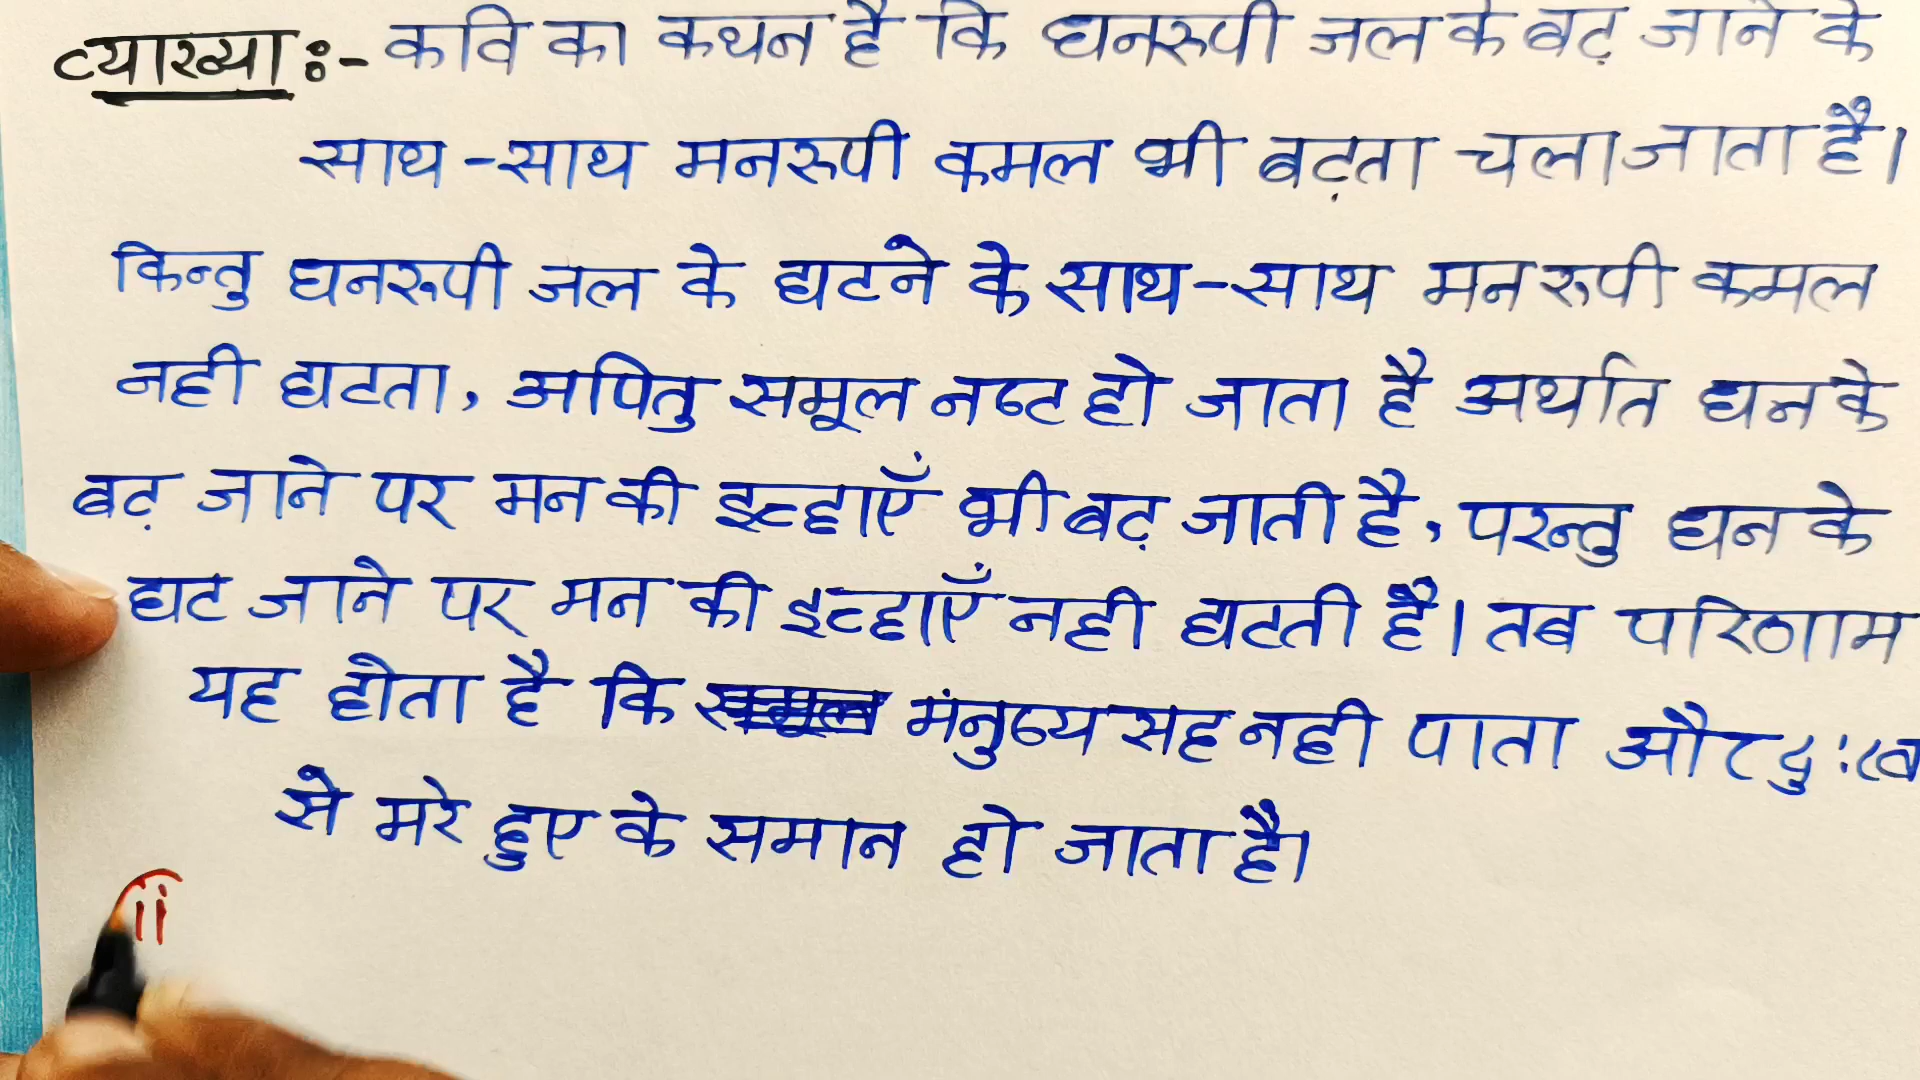 व्याख्या:- कवि का कथन है कि धनरुपी जल के बढ़ जाने के
साथ-साथ मनरुपी कमल भी बढ़ता चला जाता है।
किन्तु धनरुपी जल के घटने के साथ-साथ मनरुपी कमल
नही घटता, अपितु समूल नष्ट हो जाता है अर्थात धन के
बढ़ जाने पर मन की इच्छाएँ भी बढ़ जाती है, परन्तु धन के
घट जाने पर मन की इच्छाएँ नही घटती है। तब परिणाम
यह होता है कि मंनुष्य सह नही पाता और दुःख
से मरे हुए के समान हो जाता है।
ii